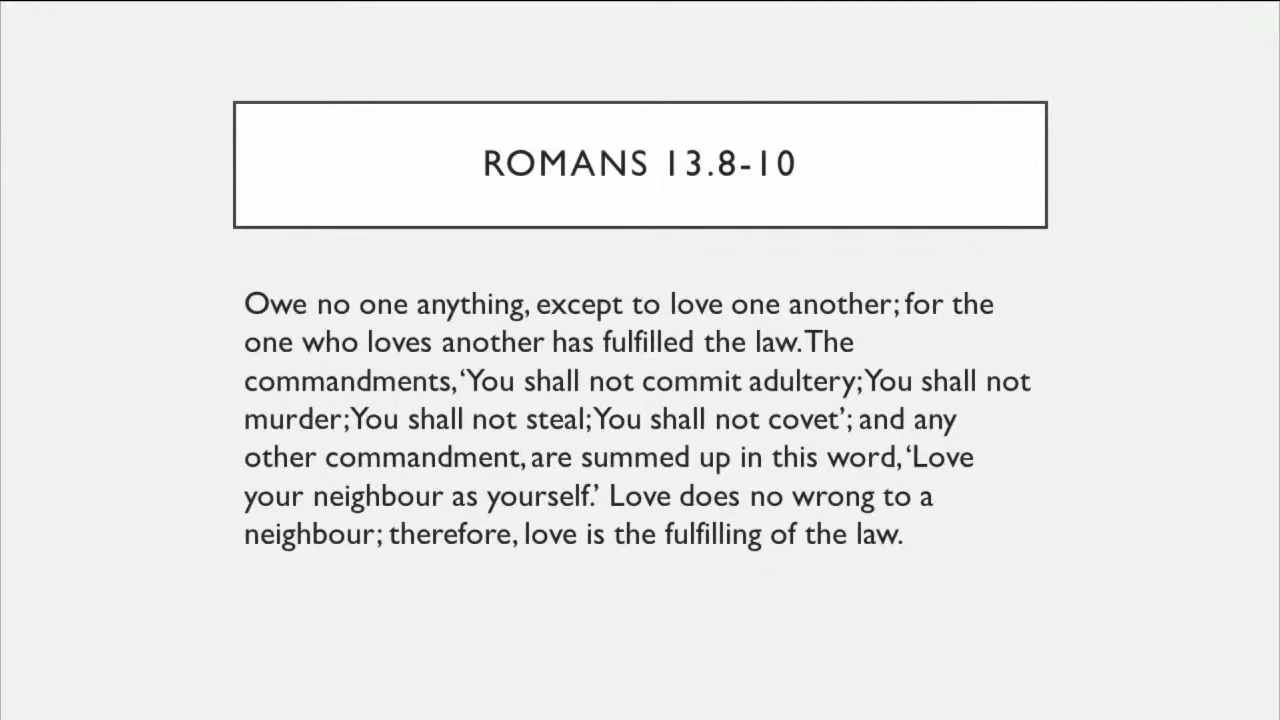 ROMANS 13.8-10
Owe no one anything, except to love one another; for the
one who loves another has fulfilled the law. The
commandments, ‘You shall not commit adultery; You shall not
murder; You shall not steal; You shall not covet’; and any
other commandment, are summed up in this word, ‘Love
your neighbour as yourself.’ Love does no wrong to a
neighbour; therefore, love is the fulfilling of the law.